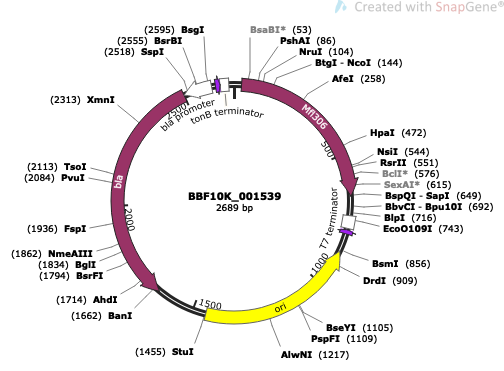 Created with SnapGene®
(2595) BsgI
(2555) BsrBI
(2518) SspI
(2313) XmnI
(2113) TsoI
(2084) PvuI
(1936) FspI
(1862) NmeAIII
(1834) BglI
(1794) BsrFI
(1714) AhdI
(1662) BanI
(1455) StuI
BsaBI* (53)
PshAI (86)
NruI (104)
BtgI - NcoI (144)
AfeI (258)
HpaI (472)
NsiI (544)
RsrII (551)
BclI* (576)
SexAI* (615)
BspQI - SapI (649)
BbvCI - Bpu10I (692)
BlpI (716)
EcoO109I (743)
BsmI (856)
DrdI (909)
BseYI (1105)
PspFI (1109)
AlwNI (1217)
bla promoter
tonB terminator
Mfl306
T7 terminator
bla
ori
500
1000
1500
2000
2500
BBF10K_001539
2689 bp